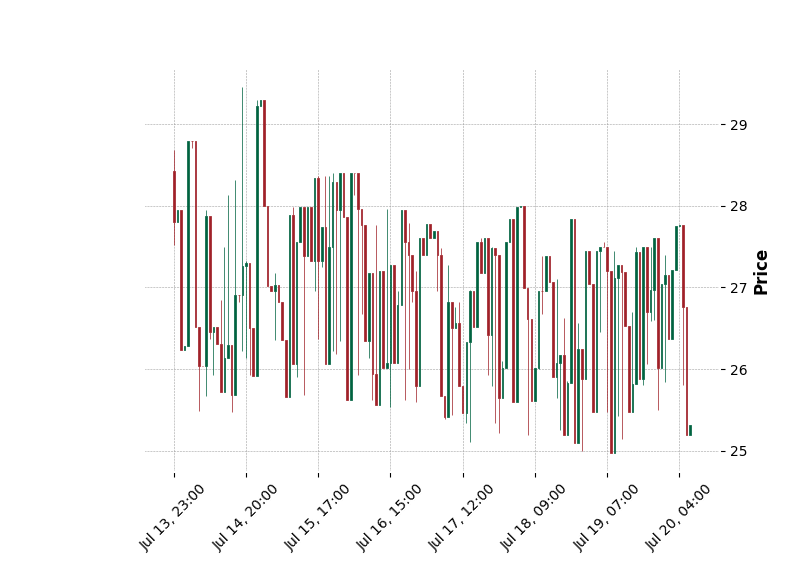 29
28
27
26
25
Price
Jul 13, 23:00
Jul 14, 20:00
Jul 15, 17:00
Jul 16, 15:00
Jul 17, 12:00
Jul 18, 09:00
Jul 19, 07:00
Jul 20, 04:00